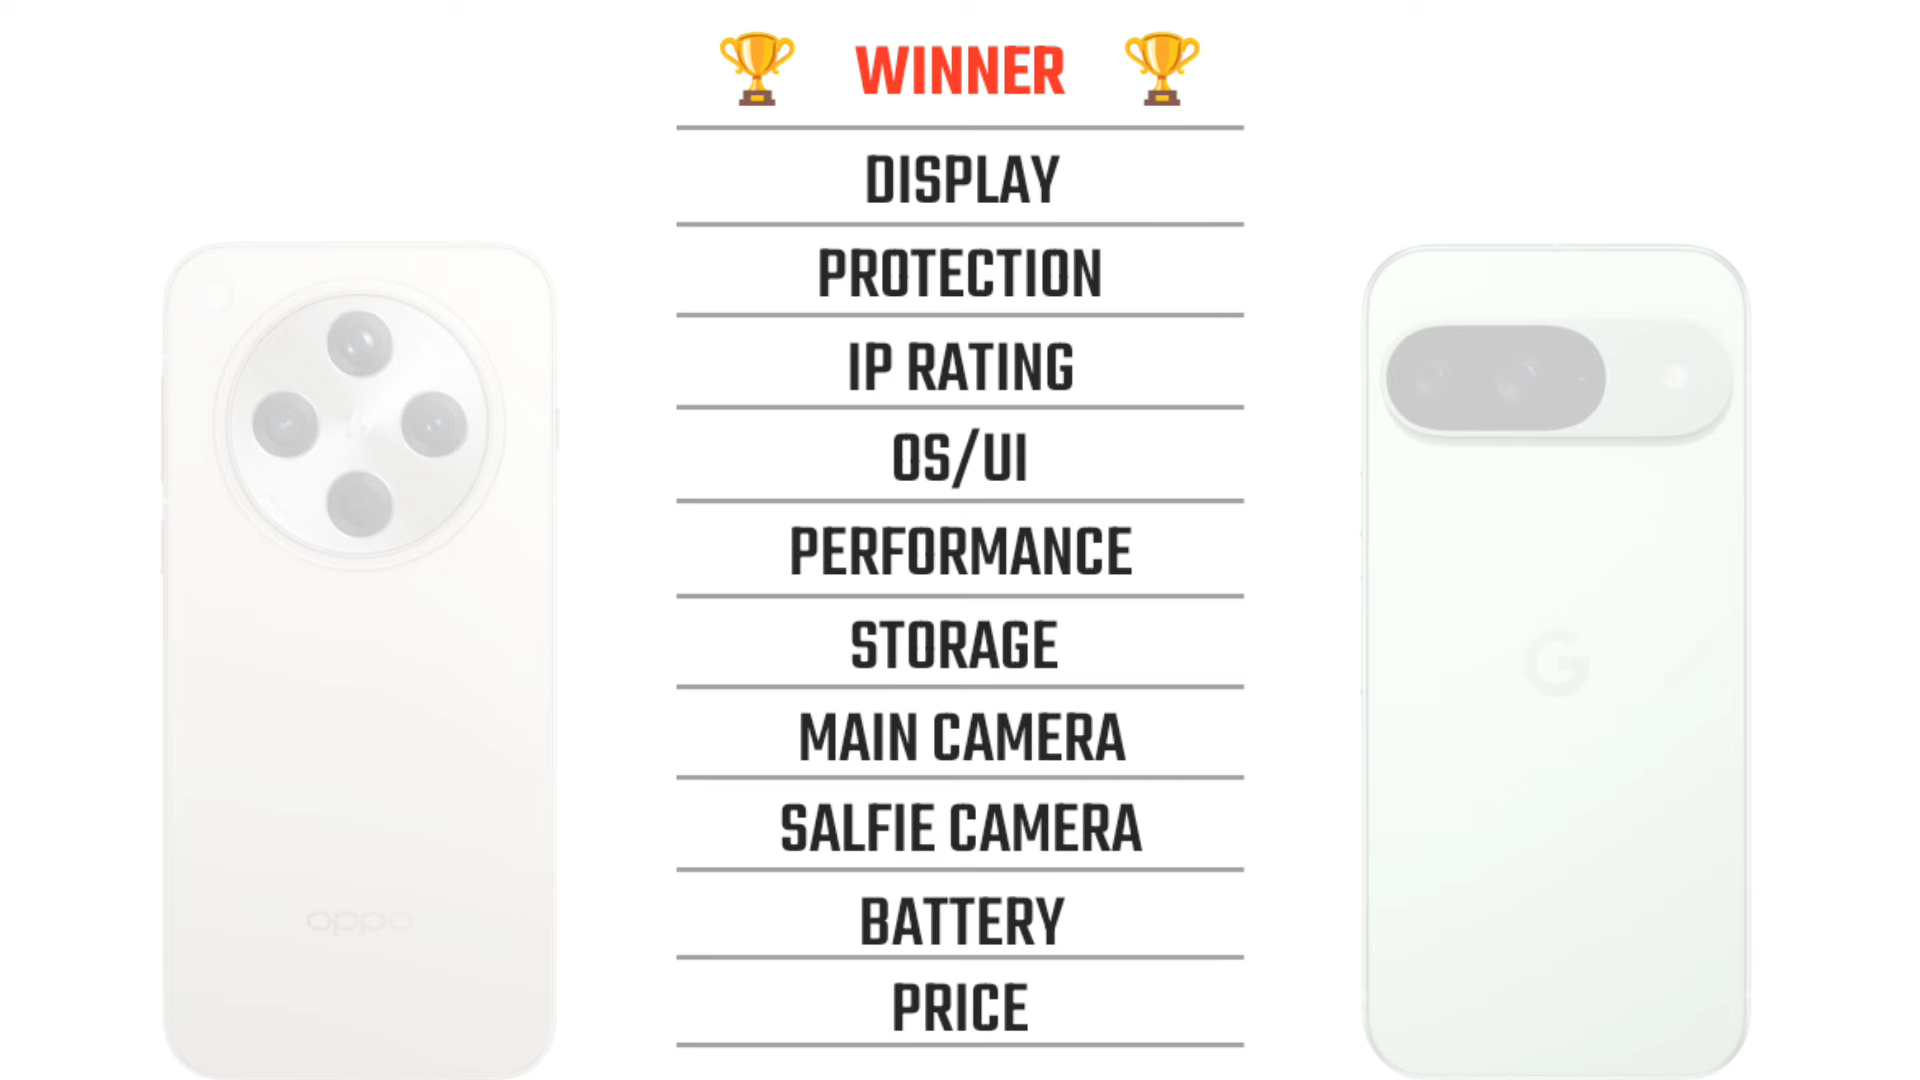 WINNER
DISPLAY
PROTECTION
IP RATING
OS/UI
PERFORMANCE
STORAGE
MAIN CAMERA
SALFIE CAMERA
BATTERY
PRICE
oppo
G